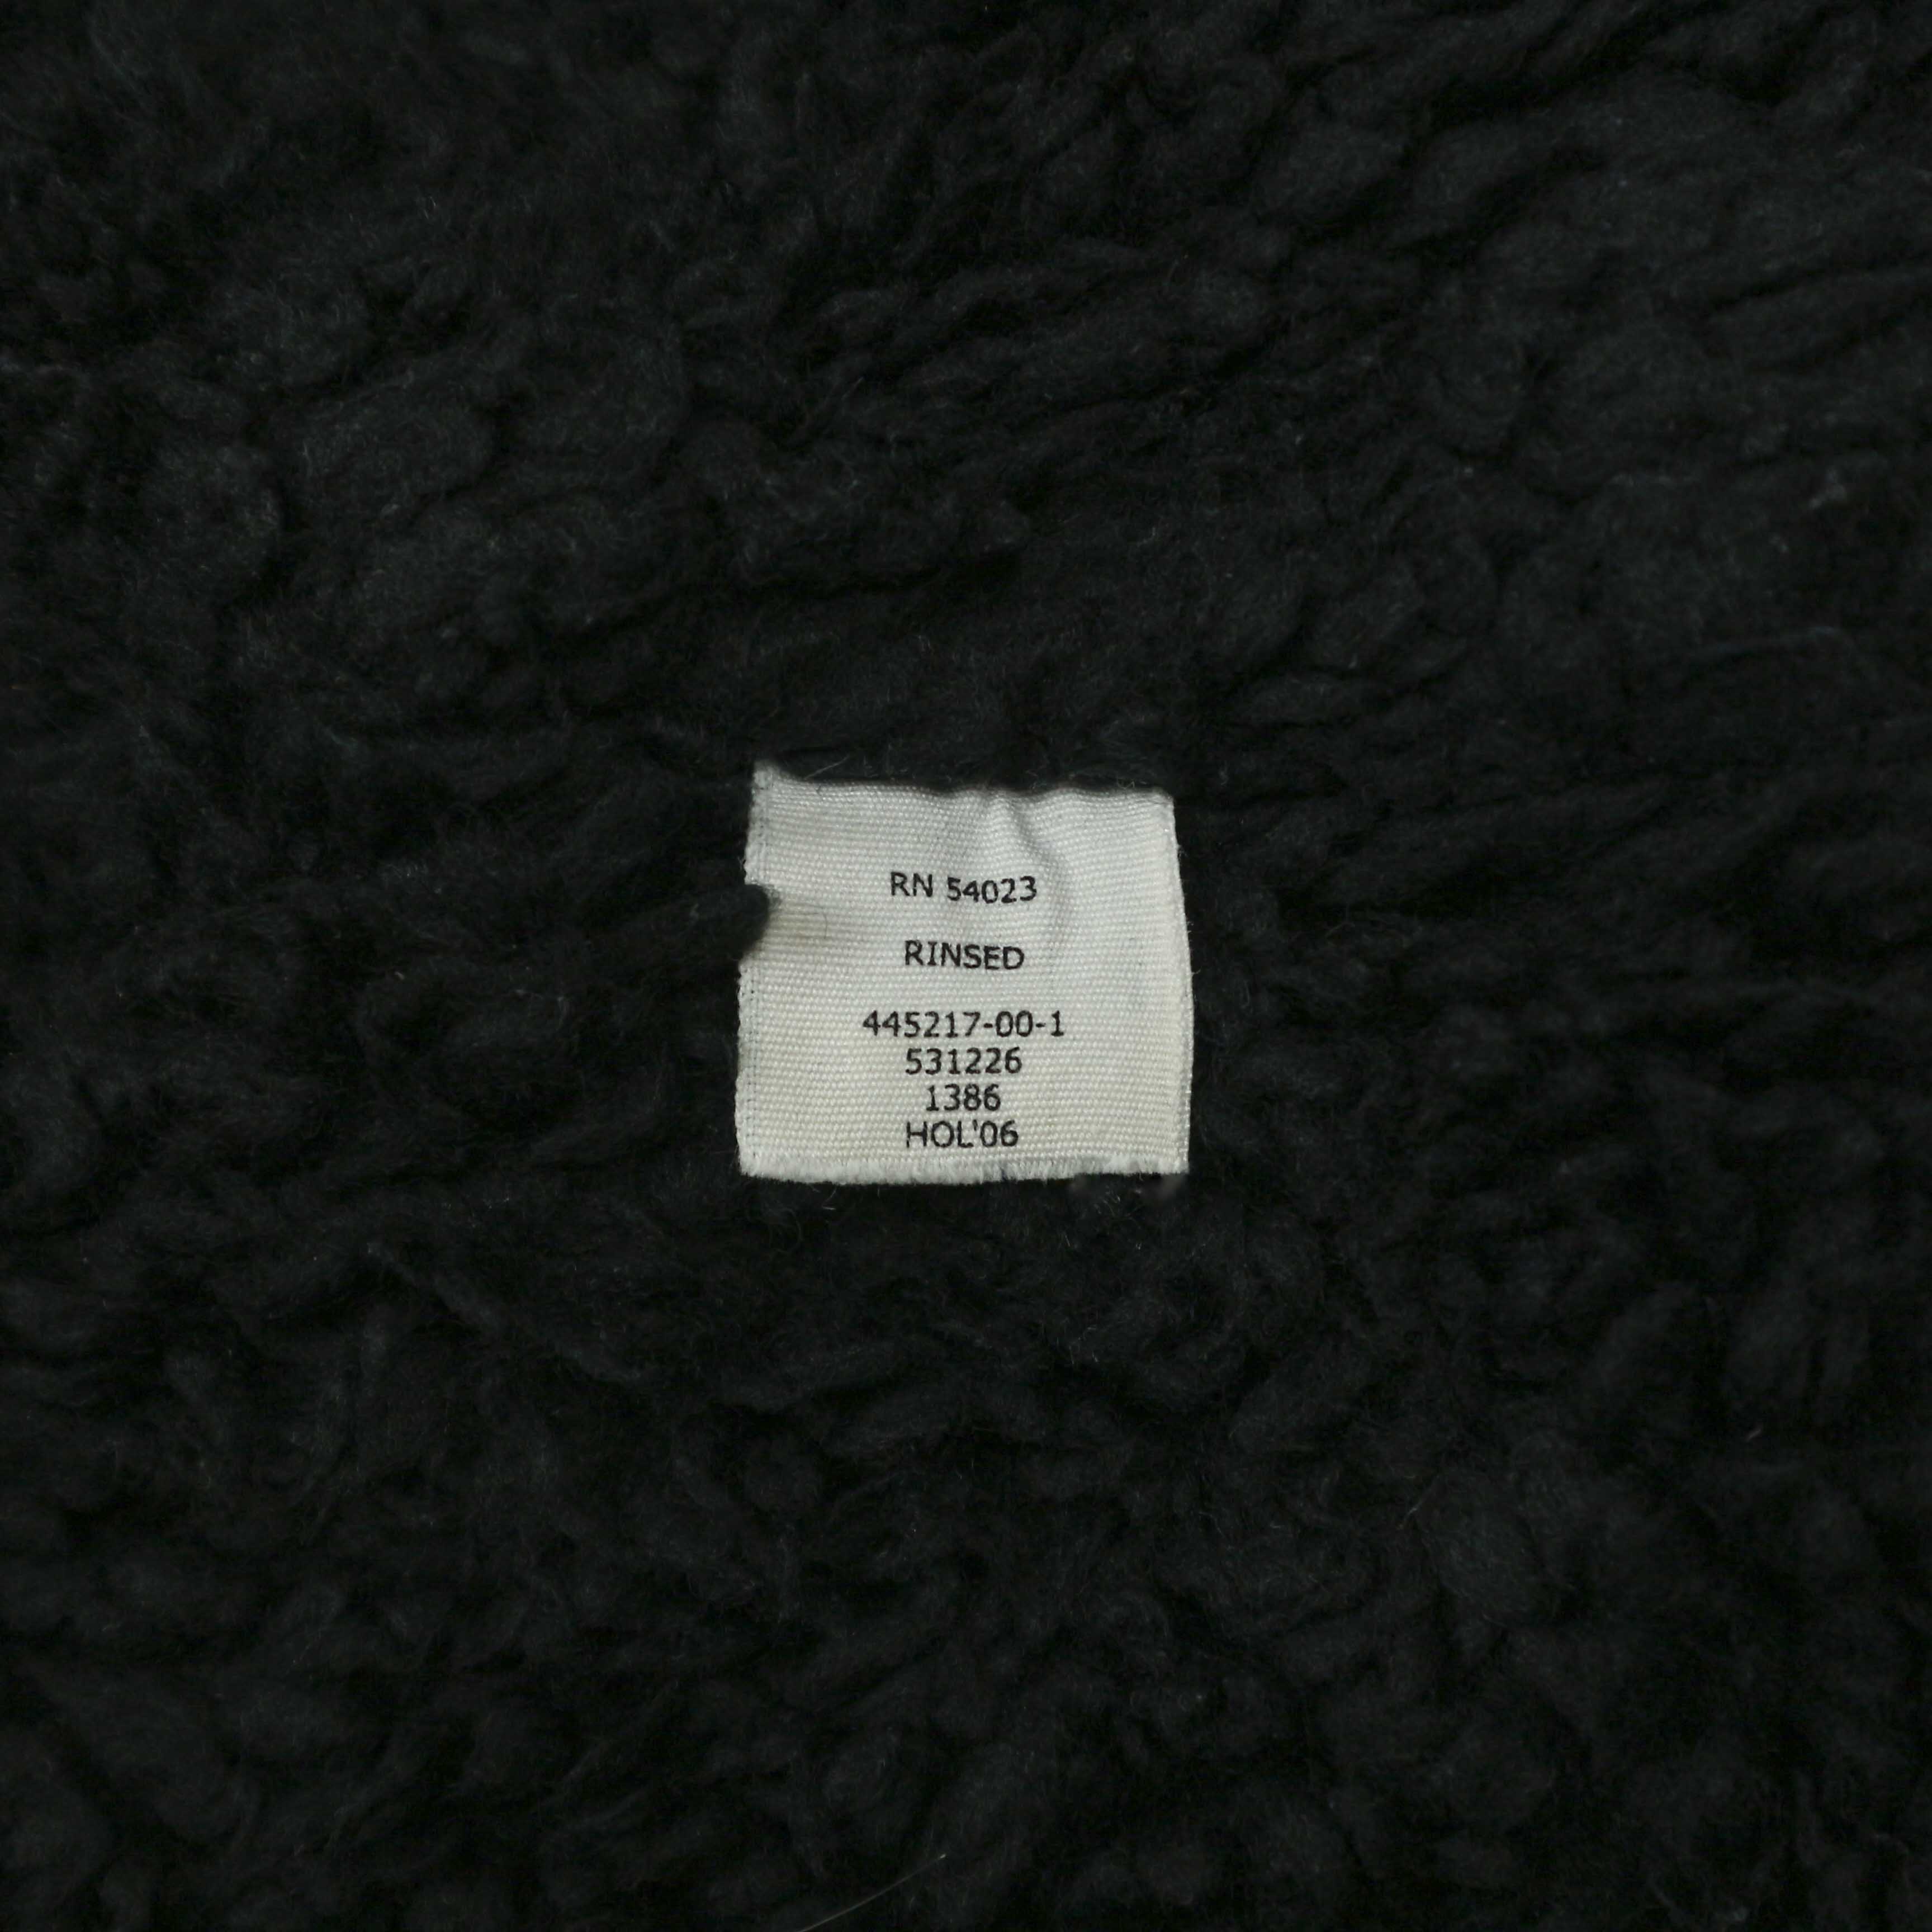 RN 54023
RINSED
445217-00-1
531226
1386
HOL'06